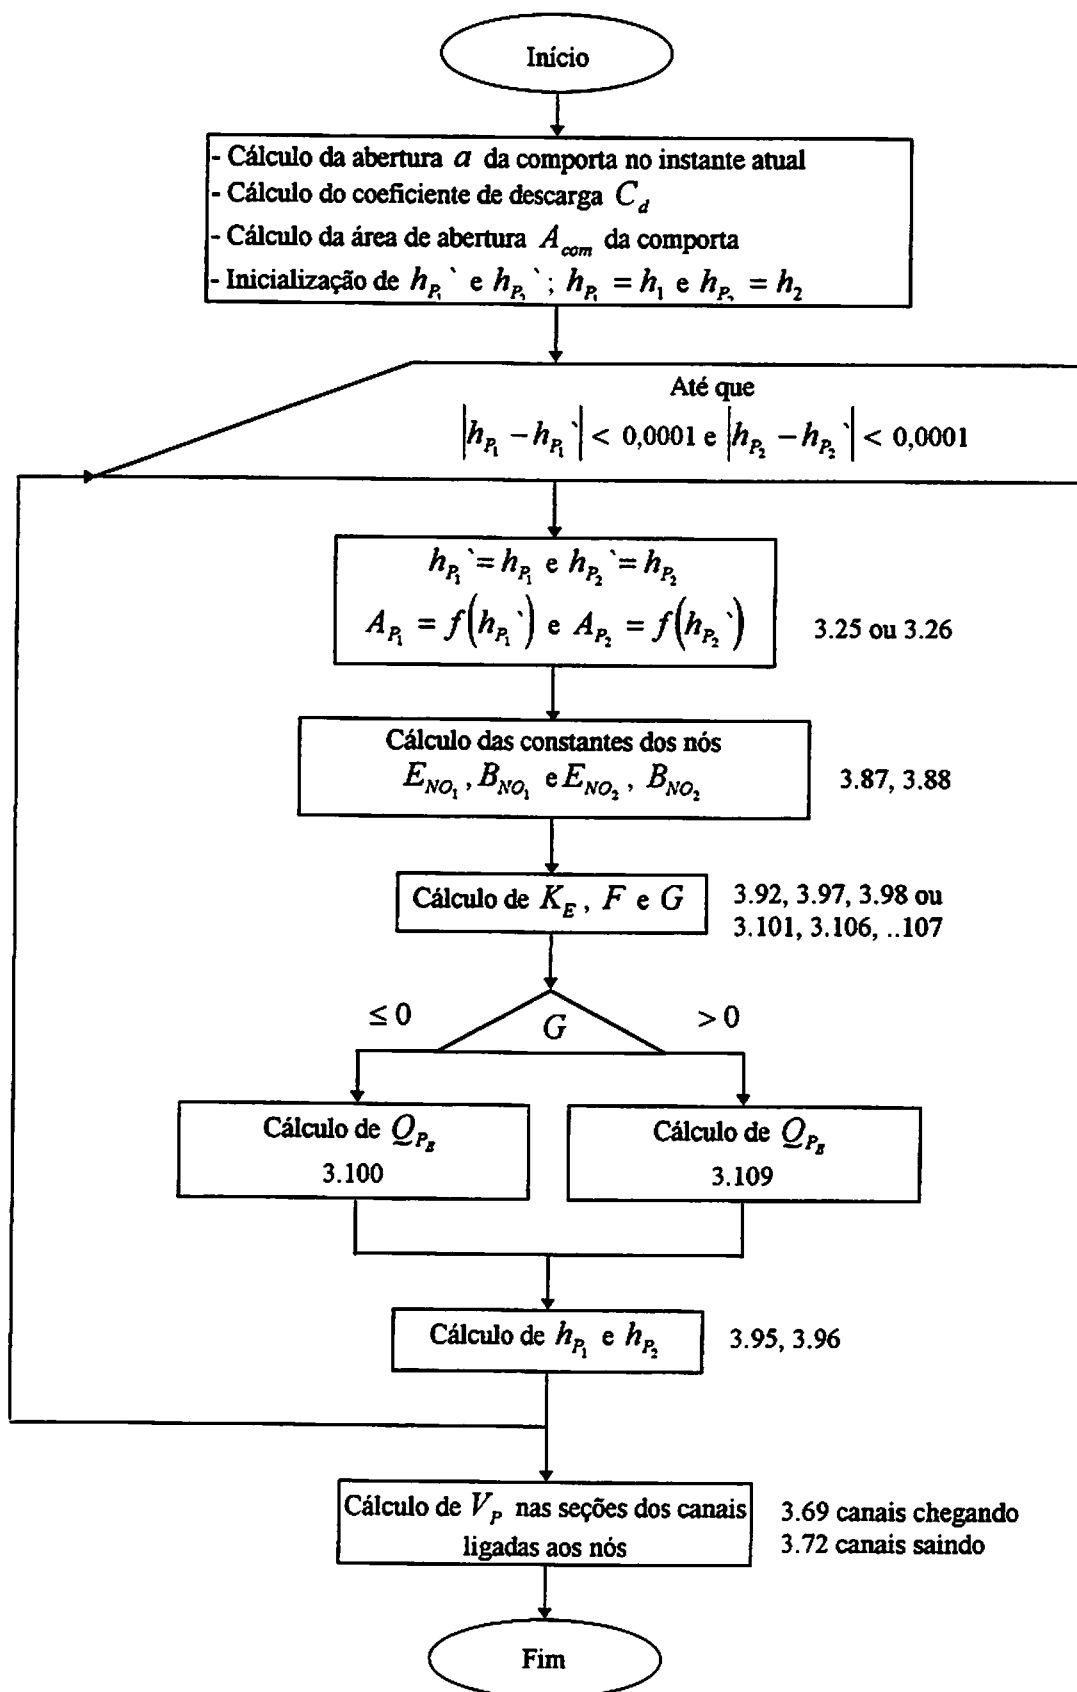 Início
- Cálculo da abertura a da comporta no instante atual
- Cálculo do coeficiente de descarga C_d
- Cálculo da área de abertura A_com da comporta
- Inicialização de h_P₁` e h_P₂`; h_P₁ = h₁ e h_P₂ = h₂
Até que
|h_P₁ − h_P₁`| < 0,0001 e |h_P₂ − h_P₂`| < 0,0001
h_P₁` = h_P₁ e h_P₂` = h_P₂
A_P₁ = f(h_P₁`) e A_P₂ = f(h_P₂`)
3.25 ou 3.26
Cálculo das constantes dos nós
E_NO₁, B_NO₁ e E_NO₂, B_NO₂
3.87, 3.88
Cálculo de K_E, F e G
3.92, 3.97, 3.98 ou
3.101, 3.106, ..107
≤ 0
G
> 0
Cálculo de Q_P_E
3.100
Cálculo de Q_P_E
3.109
Cálculo de h_P₁ e h_P₂
3.95, 3.96
Cálculo de V_P nas seções dos canais
ligadas aos nós
3.69 canais chegando
3.72 canais saindo
Fim